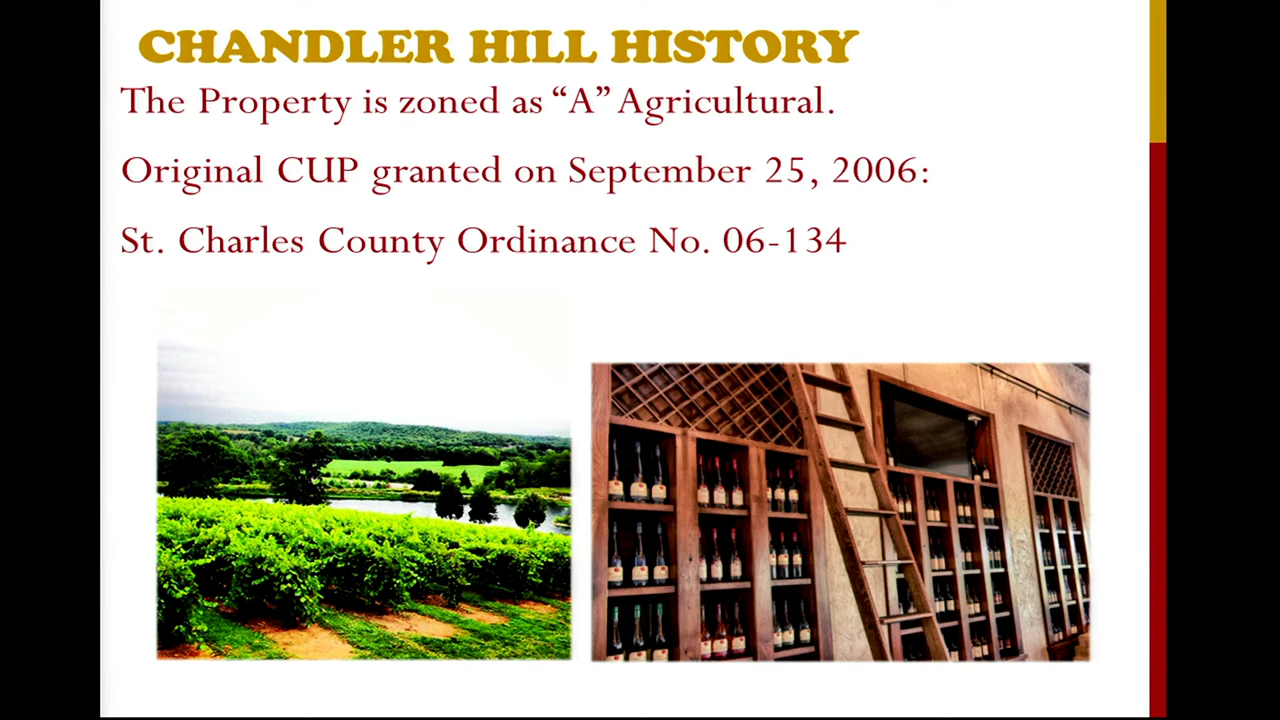 CHANDLER HILL HISTORY
The Property is zoned as “A” Agricultural.
Original CUP granted on September 25, 2006:
St. Charles County Ordinance No. 06-134